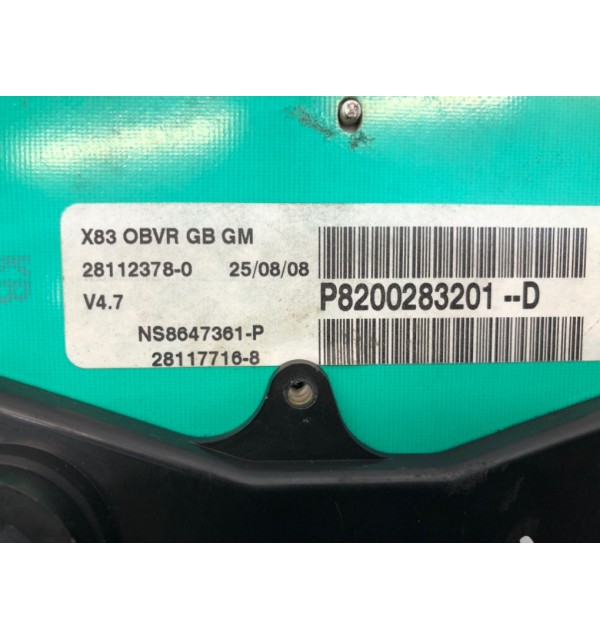 X83 OBVR GB GM
28112378-0 25/08/08
V4.7
P8200283201 --D
NS8647361-P
28117716-8